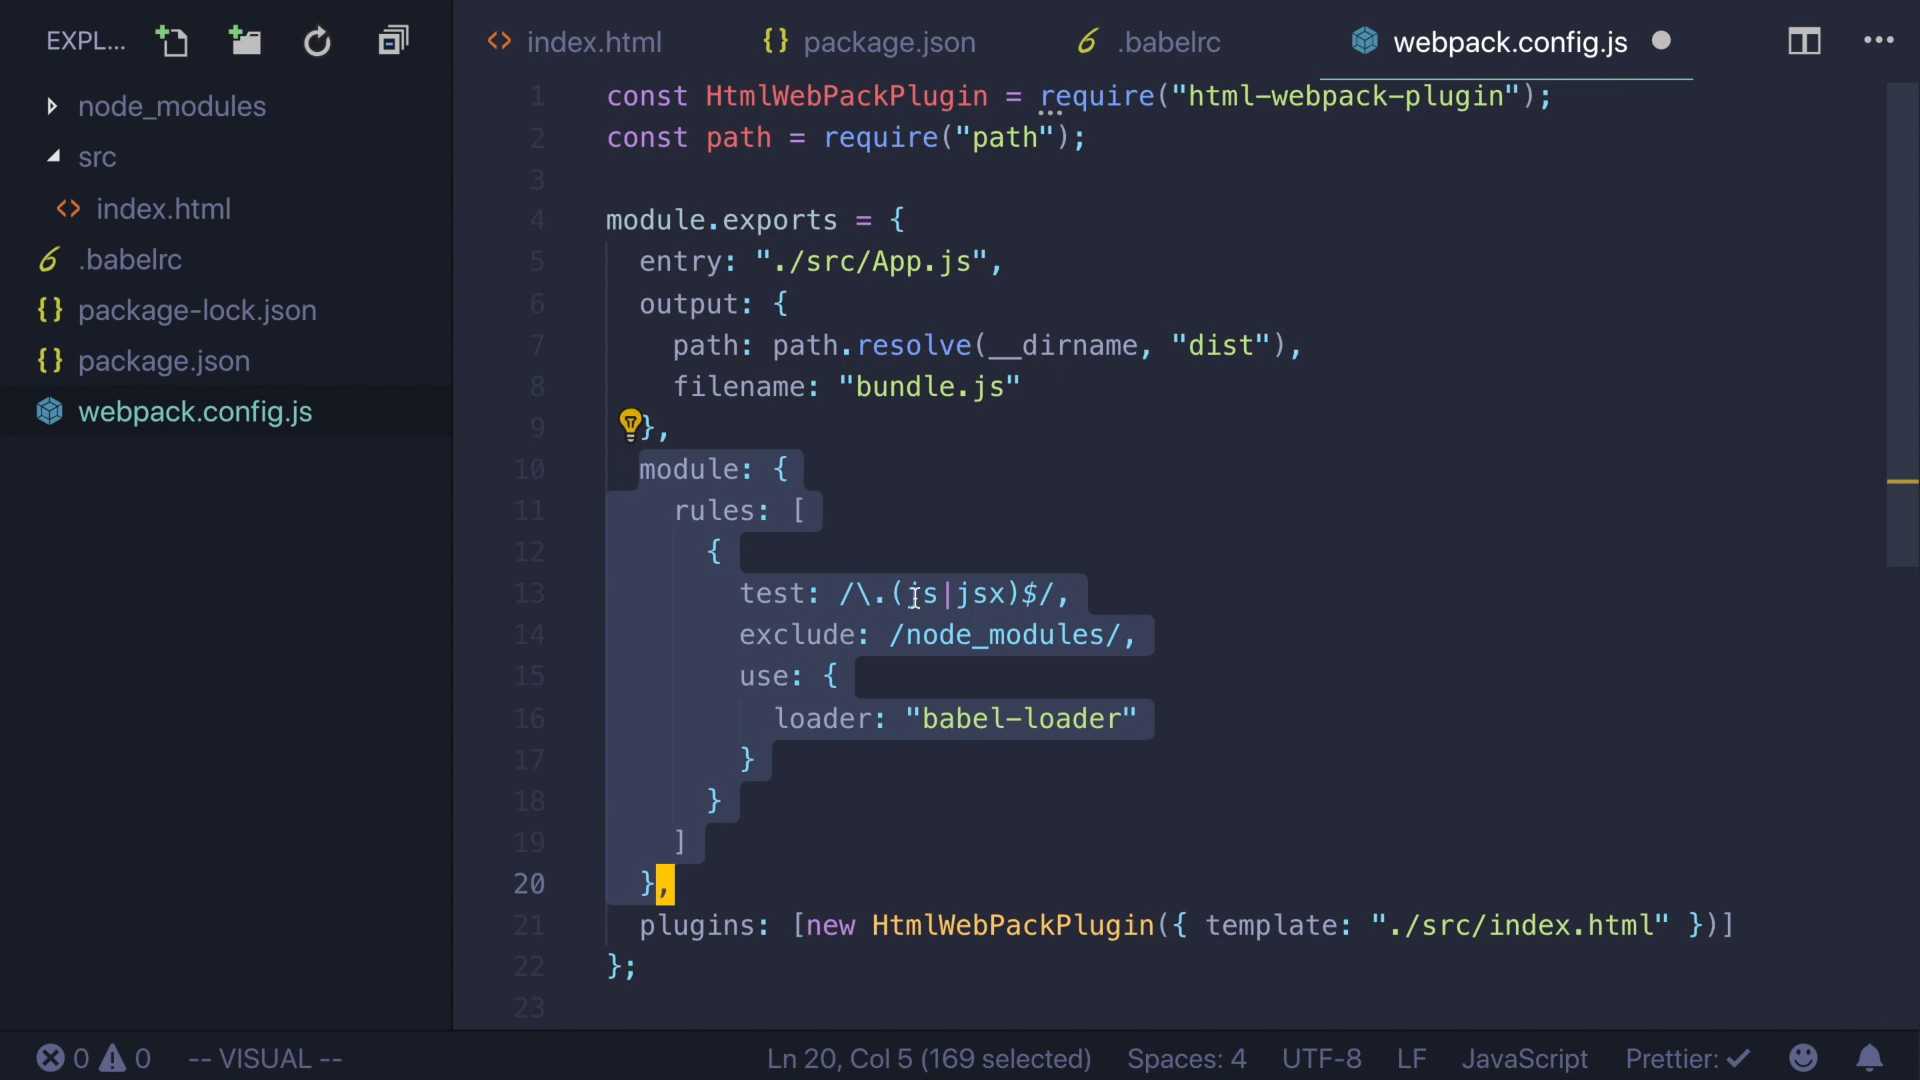 EXPL...
index.html
package.json
.babelrc
webpack.config.js
node_modules
src
index.html
.babelrc
package-lock.json
package.json
webpack.config.js
1 const HtmlWebPackPlugin = require("html-webpack-plugin");
2 const path = require("path");
3
4 module.exports = {
5 entry: "./src/App.js",
6 output: {
7 path: path.resolve(__dirname, "dist"),
8 filename: "bundle.js"
9 },
10 module: {
11 rules: [
12 {
13 test: /\.(js|jsx)$/,
14 exclude: /node_modules/,
15 use: {
16 loader: "babel-loader"
17 }
18 }
19 ]
20 },
21 plugins: [new HtmlWebPackPlugin({ template: "./src/index.html" })]
22 };
23
0 0 -- VISUAL -- Ln 20, Col 5 (169 selected) Spaces: 4 UTF-8 LF JavaScript Prettier: ✓